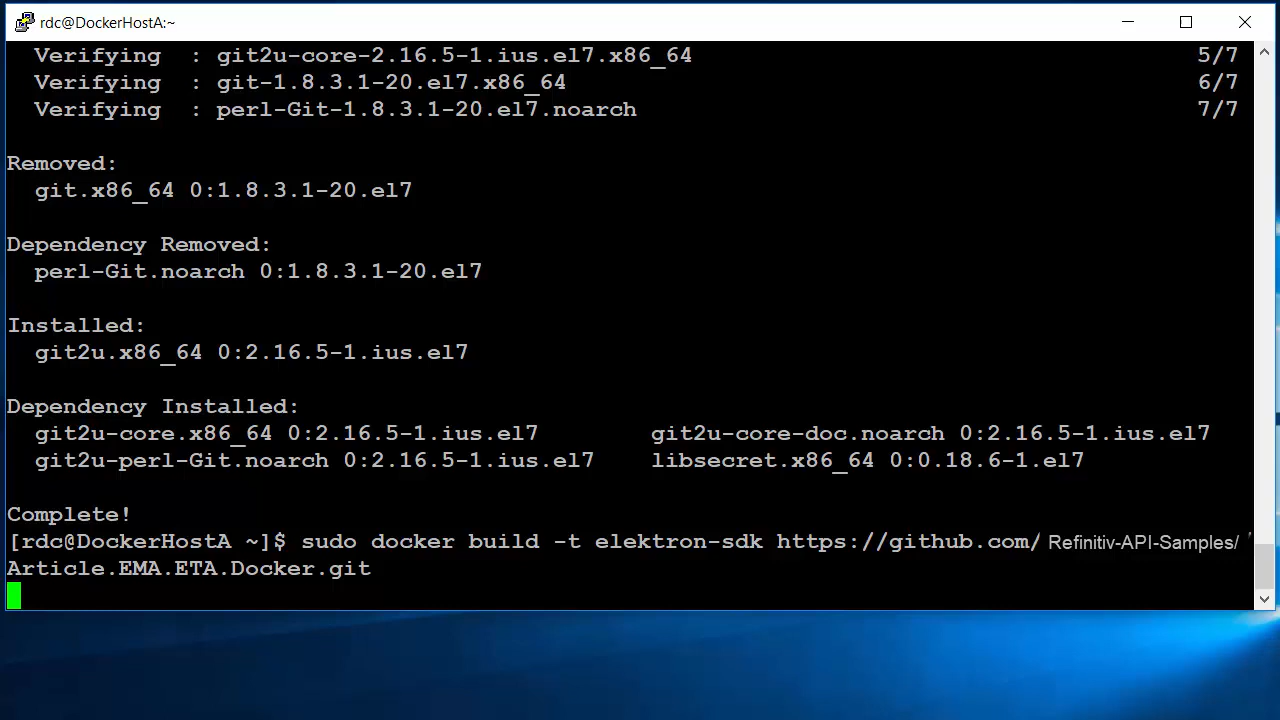 rdc@DockerHostA:~
Verifying : git2u-core-2.16.5-1.ius.el7.x86_64 5/7
Verifying : git-1.8.3.1-20.el7.x86_64 6/7
Verifying : perl-Git-1.8.3.1-20.el7.noarch 7/7
Removed:
git.x86_64 0:1.8.3.1-20.el7
Dependency Removed:
perl-Git.noarch 0:1.8.3.1-20.el7
Installed:
git2u.x86_64 0:2.16.5-1.ius.el7
Dependency Installed:
git2u-core.x86_64 0:2.16.5-1.ius.el7 git2u-core-doc.noarch 0:2.16.5-1.ius.el7
git2u-perl-Git.noarch 0:2.16.5-1.ius.el7 libsecret.x86_64 0:0.18.6-1.el7
Complete!
[rdc@DockerHostA ~]$ sudo docker build -t elektron-sdk https://github.com/ Refinitiv-API-Samples/
Article.EMA.ETA.Docker.git